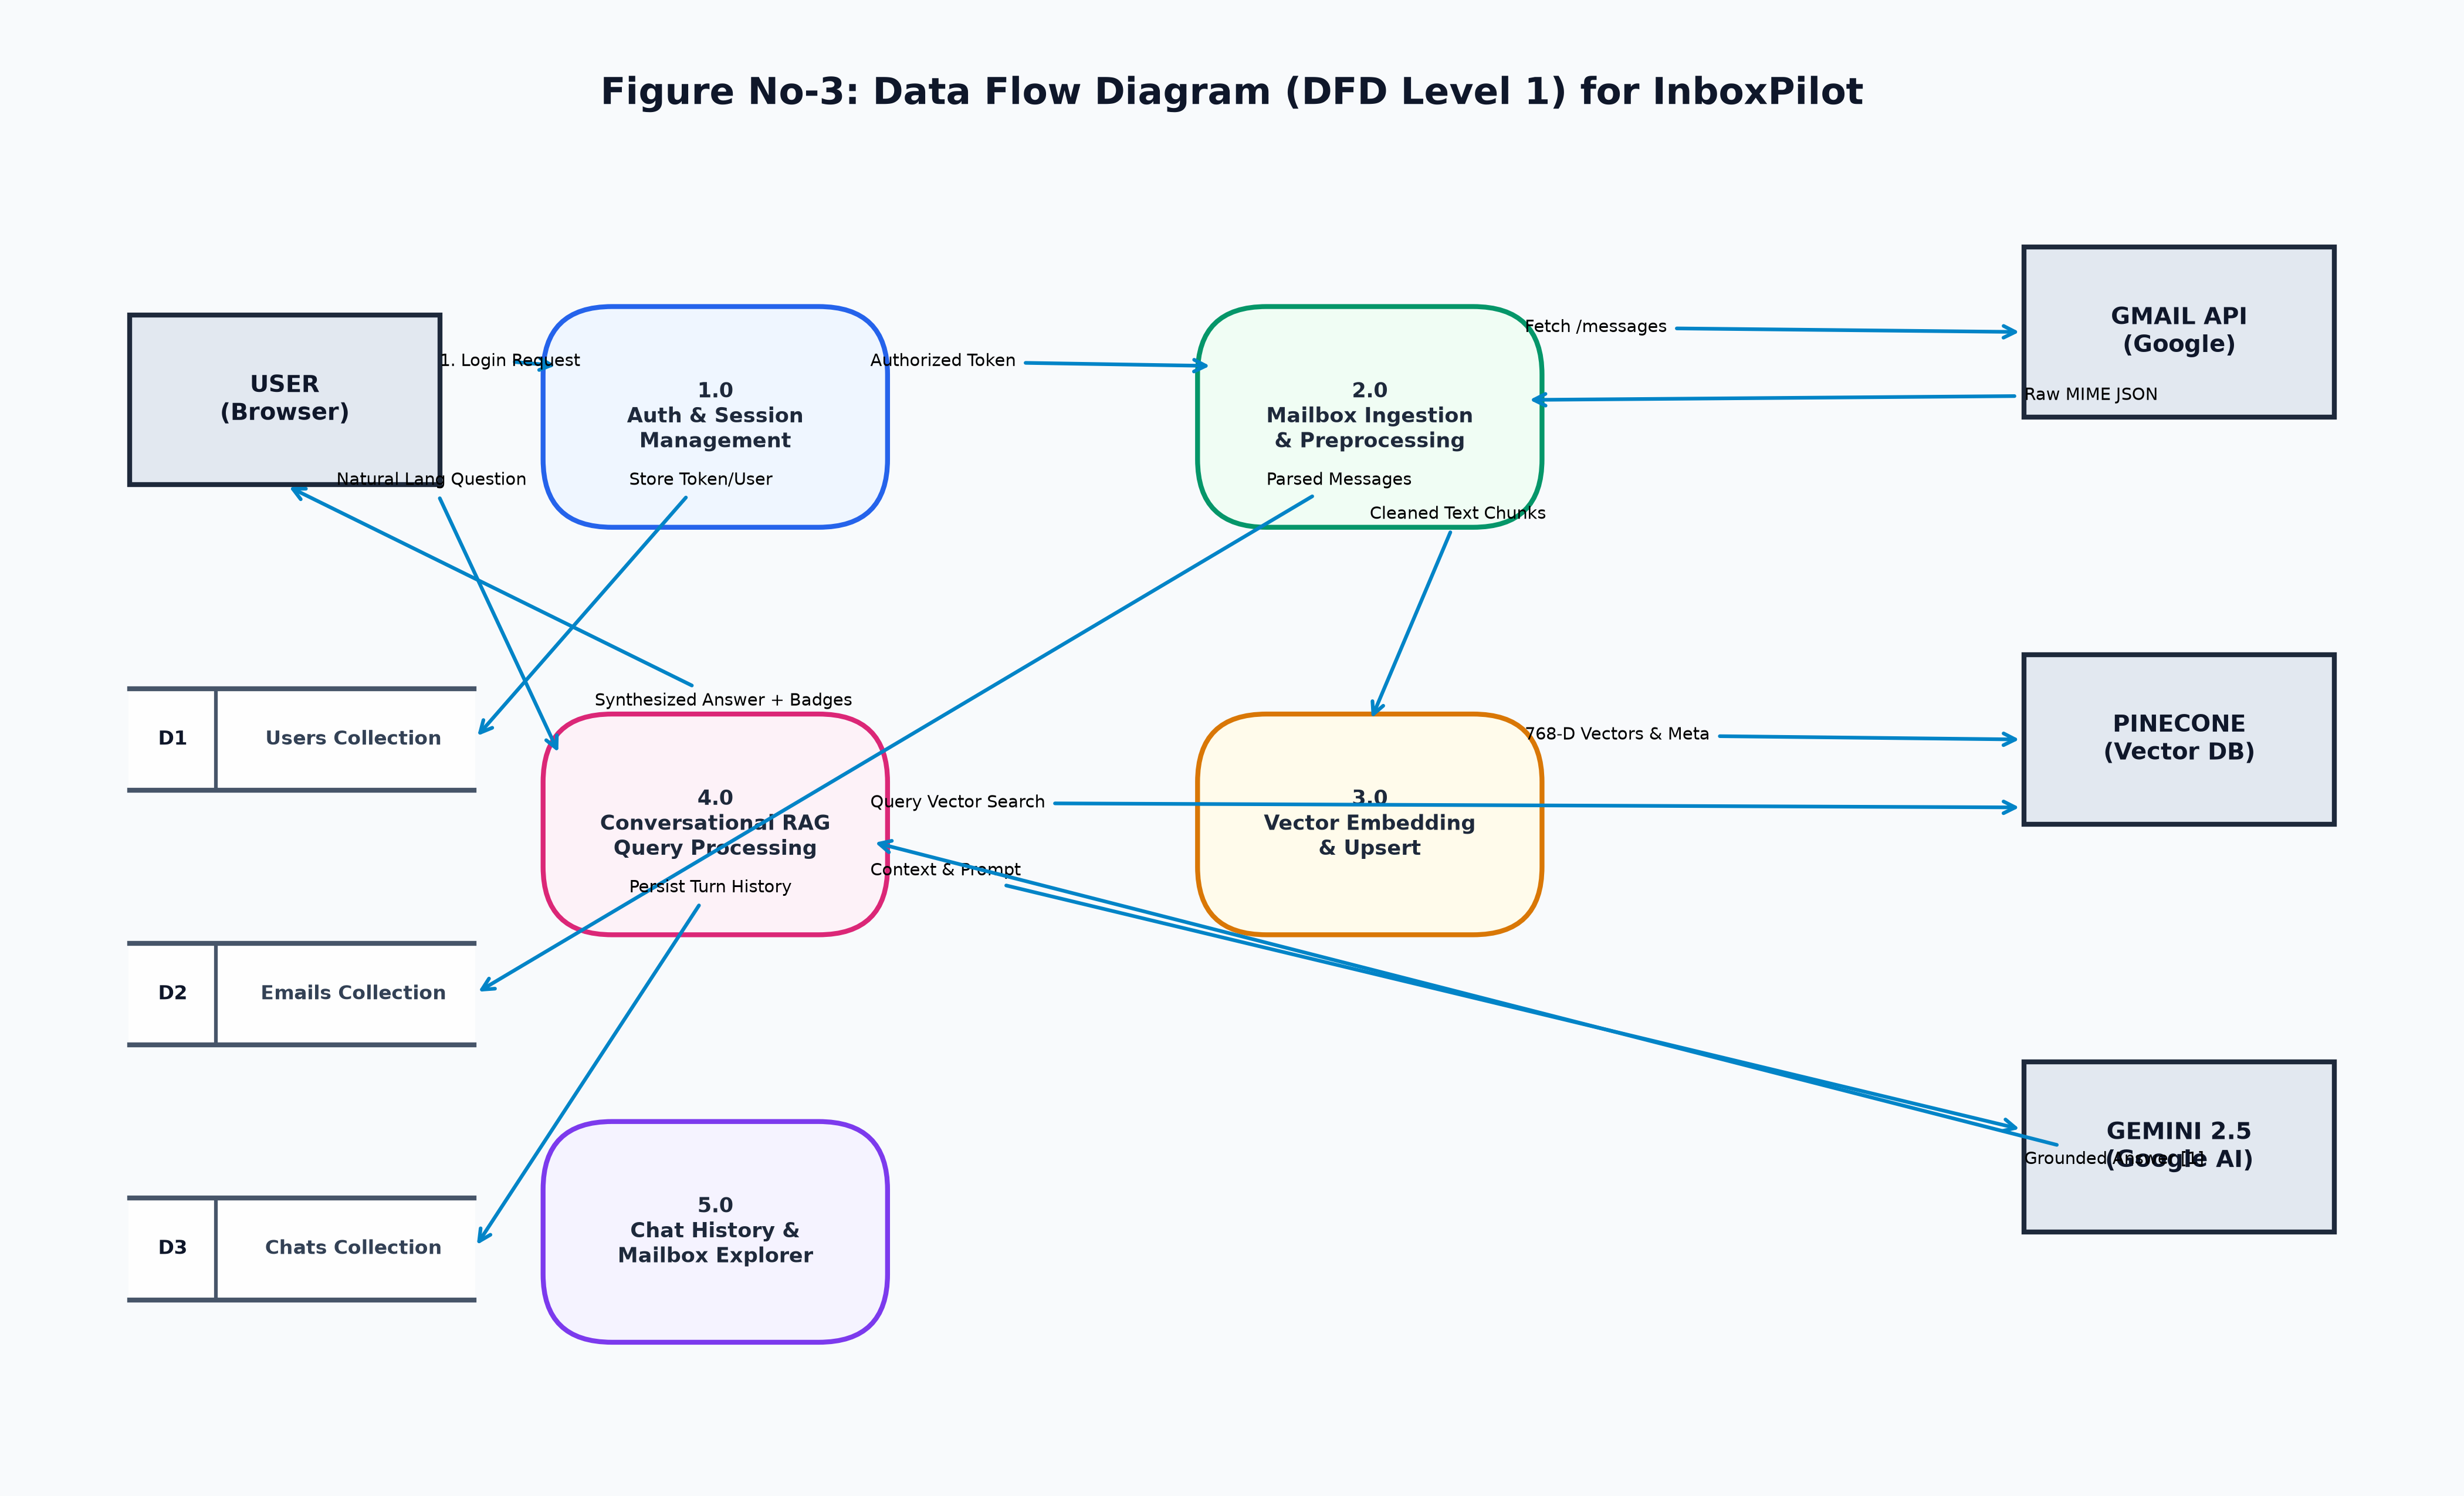 Figure No-3: Data Flow Diagram (DFD Level 1) for InboxPilot
GMAIL API
(Google)
Fetch /messages
Raw MIME JSON
USER
(Browser)
1. Login Request
1.0
Auth & Session
Management
Authorized Token
2.0
Mailbox Ingestion
& Preprocessing
Natural Lang Question
Store Token/User
Parsed Messages
Cleaned Text Chunks
Synthesized Answer + Badges
D1
Users Collection
768-D Vectors & Meta
PINECONE
(Vector DB)
4.0
Conversational RAG
Query Processing
Query Vector Search
3.0
Vector Embedding
& Upsert
Context & Prompt
Persist Turn History
D2
Emails Collection
GEMINI 2.5
(Google AI)
Grounded Answer [1]
5.0
Chat History &
Mailbox Explorer
D3
Chats Collection